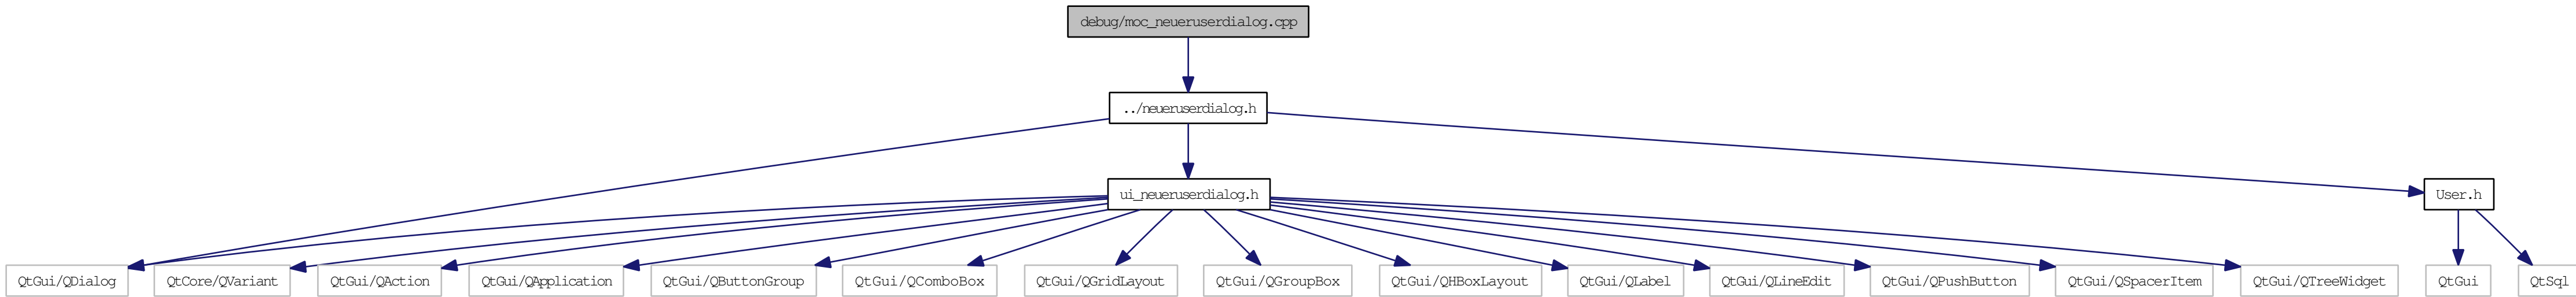 debug/moc_neueruserdialog.cpp
../neueruserdialog.h
ui_neueruserdialog.h
User.h
QtGui/QDialog
QtCore/QVariant
QtGui/QAction
QtGui/QApplication
QtGui/QButtonGroup
QtGui/QComboBox
QtGui/QGridLayout
QtGui/QGroupBox
QtGui/QHBoxLayout
QtGui/QLabel
QtGui/QLineEdit
QtGui/QPushButton
QtGui/QSpacerItem
QtGui/QTreeWidget
QtGui
QtSql